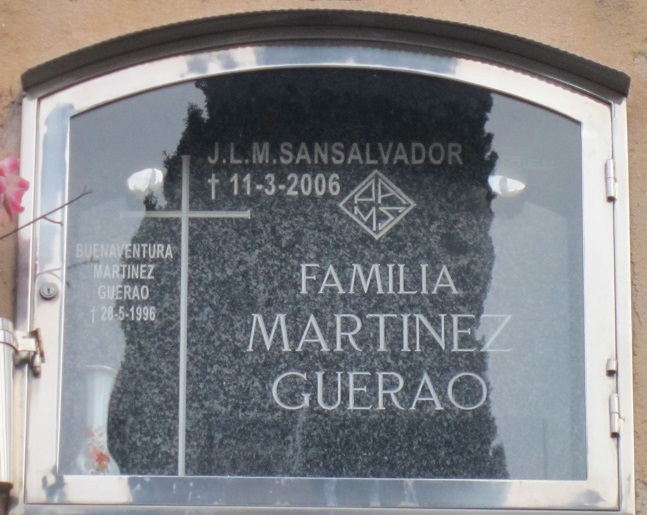 J.L.M.SANSALVADOR
† 11-3-2006
BUENAVENTURA
MARTINEZ
GUERAO
† 28-5-1996
FAMILIA
MARTINEZ
GUERAO